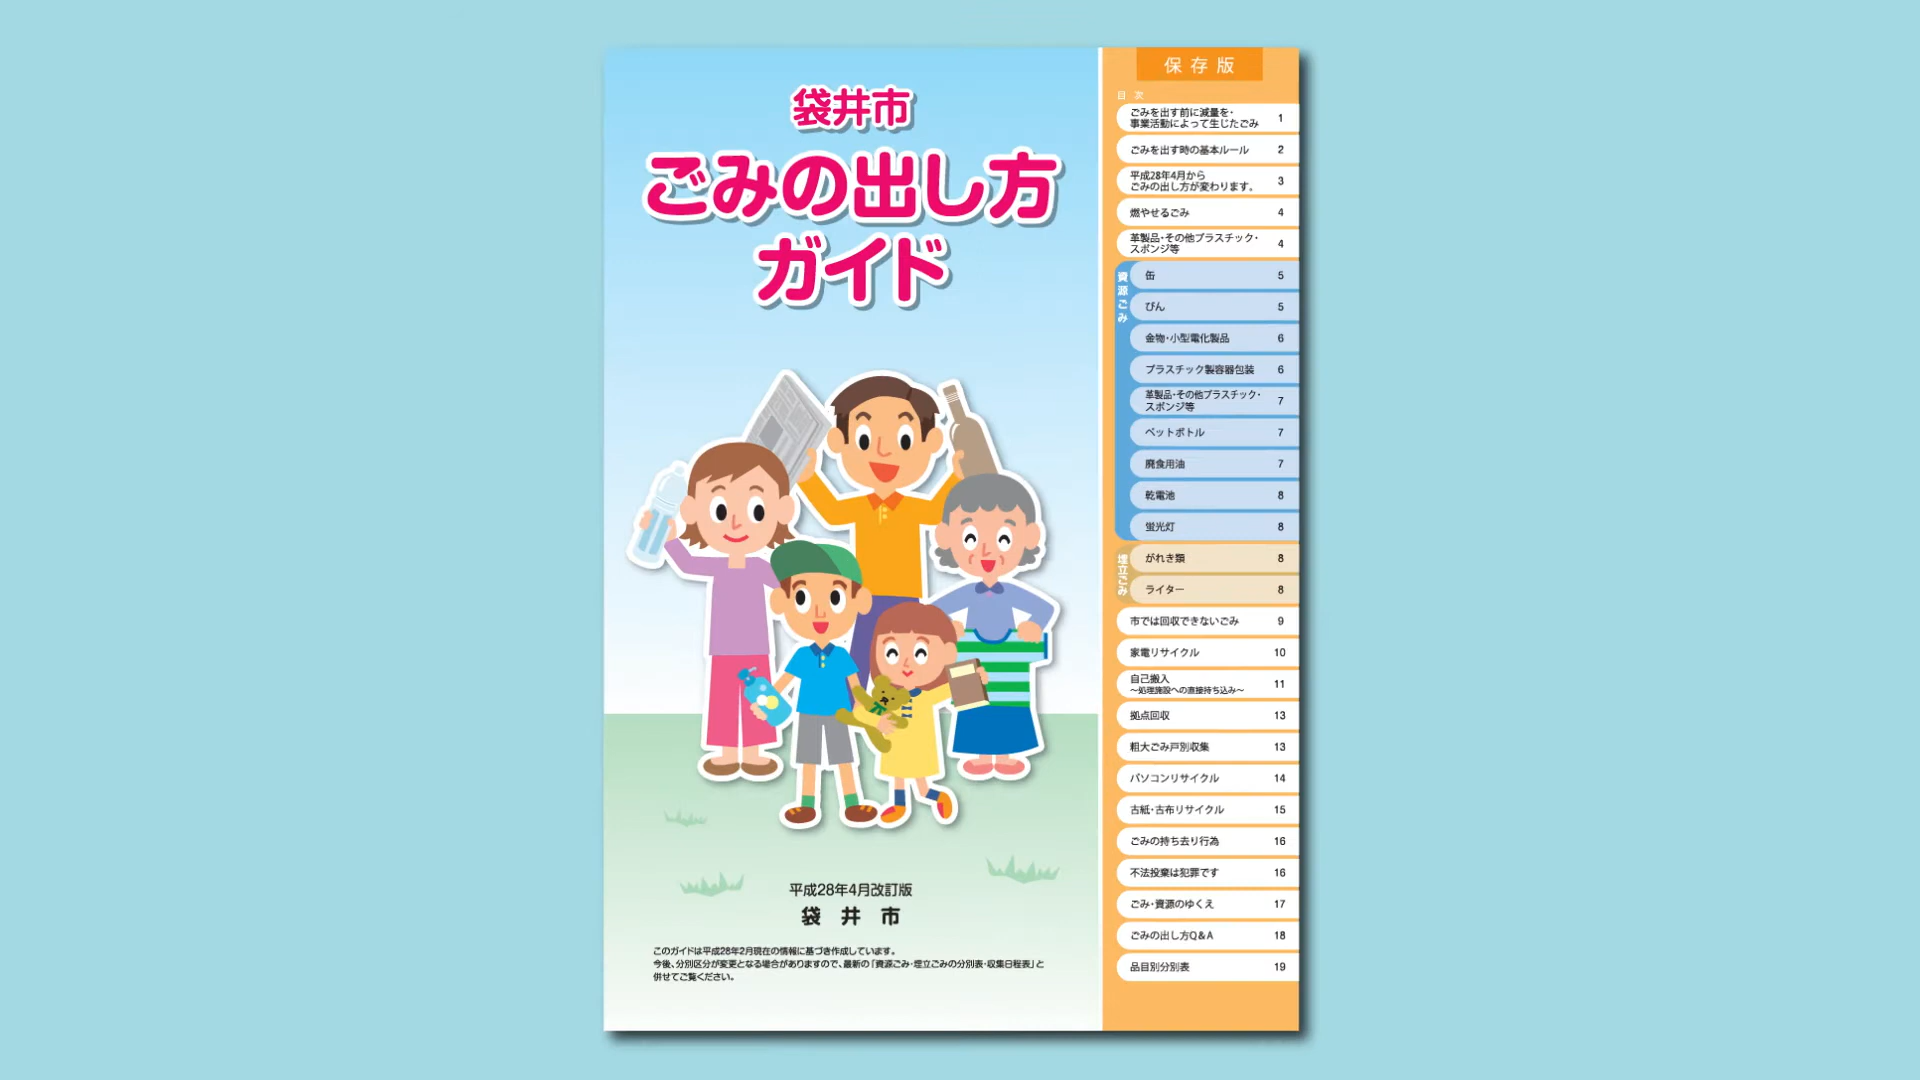 袋井市
ごみの出し方
ガイド
平成28年4月改訂版
袋井市
このガイドは平成28年2月現在の情報に基づき作成しています。
今後、分別区分が変更となる場合がありますので、最新の「資源ごみ・埋立ごみの分別表・収集日程表」と
併せてご覧ください。
保存版
目次
ごみを出す前に減量を・
事業活動によって生じたごみ 1
ごみを出す時の基本ルール 2
平成28年4月から
ごみの出し方が変わります。 3
燃やせるごみ 4
革製品・その他プラスチック・
スポンジ等 4
資源ごみ
缶 5
びん 5
金物・小型電化製品 6
プラスチック製容器包装 6
革製品・その他プラスチック・
スポンジ等 7
ペットボトル 7
廃食用油 7
乾電池 8
蛍光灯 8
埋立ごみ
がれき類 8
ライター 8
市では回収できないごみ 9
家電リサイクル 10
自己搬入
～処理施設への直接持ち込み～ 11
拠点回収 13
粗大ごみ戸別収集 13
パソコンリサイクル 14
古紙・古布リサイクル 15
ごみの持ち去り行為 16
不法投棄は犯罪です 16
ごみ・資源のゆくえ 17
ごみの出し方Q&A 18
品目別分別表 19